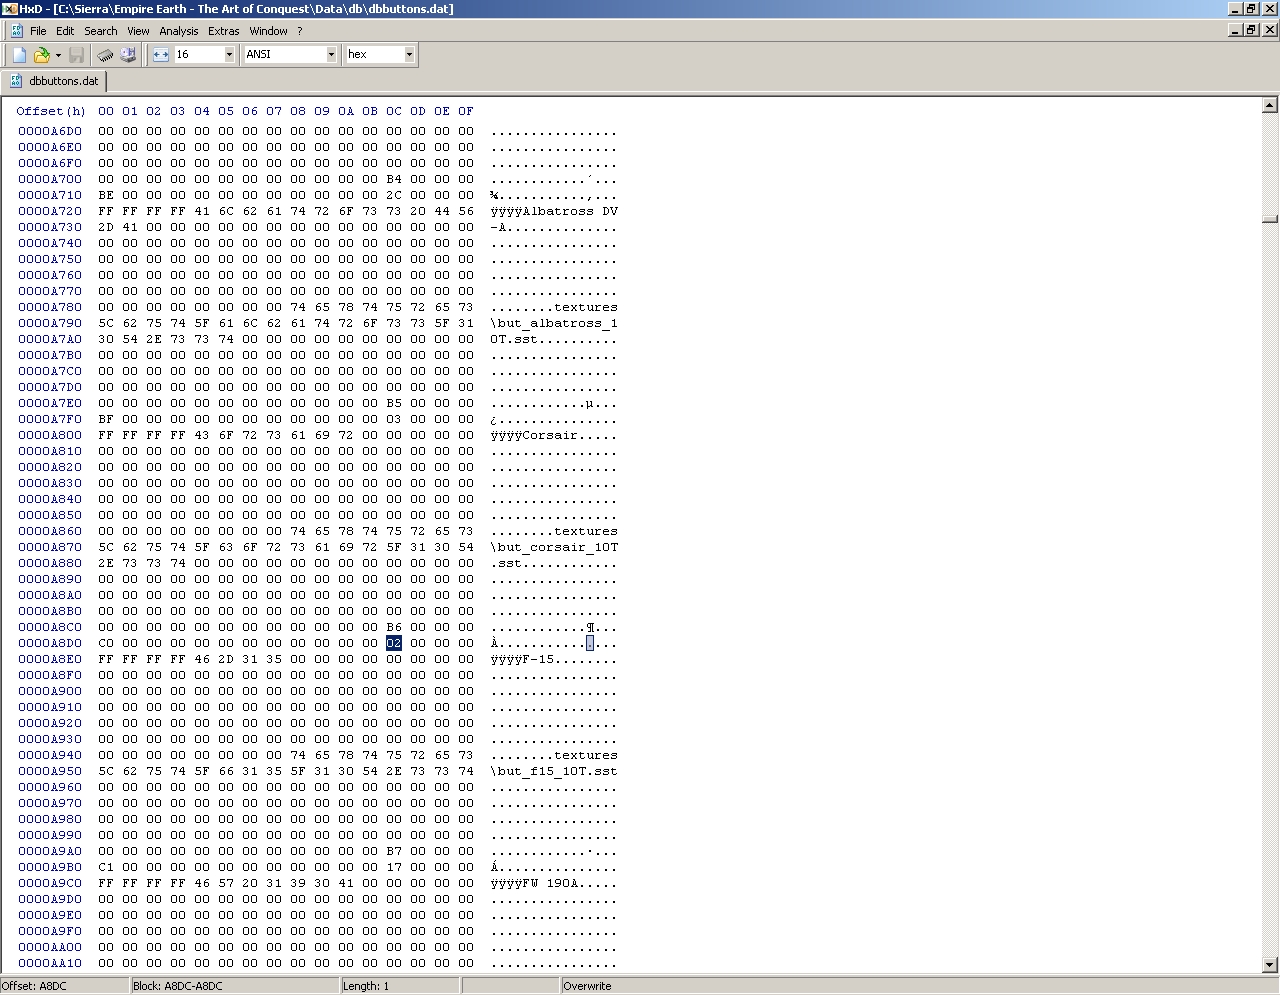 HxD - [C:\Sierra\Empire Earth - The Art of Conquest\Data\db\dbbuttons.dat]
File Edit Search View Analysis Extras Window ?
16 ANSI hex
dbbuttons.dat
Offset(h) 00 01 02 03 04 05 06 07 08 09 0A 0B 0C 0D 0E 0F
0000A6D0 00 00 00 00 00 00 00 00 00 00 00 00 00 00 00 00 ................
0000A6E0 00 00 00 00 00 00 00 00 00 00 00 00 00 00 00 00 ................
0000A6F0 00 00 00 00 00 00 00 00 00 00 00 00 00 00 00 00 ................
0000A700 00 00 00 00 00 00 00 00 00 00 00 00 B4 00 00 00 ............´...
0000A710 BE 00 00 00 00 00 00 00 00 00 00 00 2C 00 00 00 ¾...........,...
0000A720 FF FF FF FF 41 6C 62 61 74 72 6F 73 73 20 44 56 ÿÿÿÿAlbatross DV
0000A730 2D 41 00 00 00 00 00 00 00 00 00 00 00 00 00 00 -A..............
0000A740 00 00 00 00 00 00 00 00 00 00 00 00 00 00 00 00 ................
0000A750 00 00 00 00 00 00 00 00 00 00 00 00 00 00 00 00 ................
0000A760 00 00 00 00 00 00 00 00 00 00 00 00 00 00 00 00 ................
0000A770 00 00 00 00 00 00 00 00 00 00 00 00 00 00 00 00 ................
0000A780 00 00 00 00 00 00 00 00 74 65 78 74 75 72 65 73 ........textures
0000A790 5C 62 75 74 5F 61 6C 62 61 74 72 6F 73 73 5F 31 \but_albatross_1
0000A7A0 30 54 2E 73 73 74 00 00 00 00 00 00 00 00 00 00 0T.sst..........
0000A7B0 00 00 00 00 00 00 00 00 00 00 00 00 00 00 00 00 ................
0000A7C0 00 00 00 00 00 00 00 00 00 00 00 00 00 00 00 00 ................
0000A7D0 00 00 00 00 00 00 00 00 00 00 00 00 00 00 00 00 ................
0000A7E0 00 00 00 00 00 00 00 00 00 00 00 00 B5 00 00 00 ............µ...
0000A7F0 BF 00 00 00 00 00 00 00 00 00 00 00 03 00 00 00 ¿...............
0000A800 FF FF FF FF 43 6F 72 73 61 69 72 00 00 00 00 00 ÿÿÿÿCorsair.....
0000A810 00 00 00 00 00 00 00 00 00 00 00 00 00 00 00 00 ................
0000A820 00 00 00 00 00 00 00 00 00 00 00 00 00 00 00 00 ................
0000A830 00 00 00 00 00 00 00 00 00 00 00 00 00 00 00 00 ................
0000A840 00 00 00 00 00 00 00 00 00 00 00 00 00 00 00 00 ................
0000A850 00 00 00 00 00 00 00 00 00 00 00 00 00 00 00 00 ................
0000A860 00 00 00 00 00 00 00 00 74 65 78 74 75 72 65 73 ........textures
0000A870 5C 62 75 74 5F 63 6F 72 73 61 69 72 5F 31 30 54 \but_corsair_10T
0000A880 2E 73 73 74 00 00 00 00 00 00 00 00 00 00 00 00 .sst............
0000A890 00 00 00 00 00 00 00 00 00 00 00 00 00 00 00 00 ................
0000A8A0 00 00 00 00 00 00 00 00 00 00 00 00 00 00 00 00 ................
0000A8B0 00 00 00 00 00 00 00 00 00 00 00 00 00 00 00 00 ................
0000A8C0 00 00 00 00 00 00 00 00 00 00 00 00 B6 00 00 00 ............¶...
0000A8D0 C0 00 00 00 00 00 00 00 00 00 00 00 02 00 00 00 À...............
0000A8E0 FF FF FF FF 46 2D 31 35 00 00 00 00 00 00 00 00 ÿÿÿÿF-15........
0000A8F0 00 00 00 00 00 00 00 00 00 00 00 00 00 00 00 00 ................
0000A900 00 00 00 00 00 00 00 00 00 00 00 00 00 00 00 00 ................
0000A910 00 00 00 00 00 00 00 00 00 00 00 00 00 00 00 00 ................
0000A920 00 00 00 00 00 00 00 00 00 00 00 00 00 00 00 00 ................
0000A930 00 00 00 00 00 00 00 00 00 00 00 00 00 00 00 00 ................
0000A940 00 00 00 00 00 00 00 00 74 65 78 74 75 72 65 73 ........textures
0000A950 5C 62 75 74 5F 66 31 35 5F 31 30 54 2E 73 73 74 \but_f15_10T.sst
0000A960 00 00 00 00 00 00 00 00 00 00 00 00 00 00 00 00 ................
0000A970 00 00 00 00 00 00 00 00 00 00 00 00 00 00 00 00 ................
0000A980 00 00 00 00 00 00 00 00 00 00 00 00 00 00 00 00 ................
0000A990 00 00 00 00 00 00 00 00 00 00 00 00 00 00 00 00 ................
0000A9A0 00 00 00 00 00 00 00 00 00 00 00 00 B7 00 00 00 ............·...
0000A9B0 C1 00 00 00 00 00 00 00 00 00 00 00 17 00 00 00 Á...............
0000A9C0 FF FF FF FF 46 57 20 31 39 30 41 00 00 00 00 00 ÿÿÿÿFW 190A.....
0000A9D0 00 00 00 00 00 00 00 00 00 00 00 00 00 00 00 00 ................
0000A9E0 00 00 00 00 00 00 00 00 00 00 00 00 00 00 00 00 ................
0000A9F0 00 00 00 00 00 00 00 00 00 00 00 00 00 00 00 00 ................
0000AA00 00 00 00 00 00 00 00 00 00 00 00 00 00 00 00 00 ................
0000AA10 00 00 00 00 00 00 00 00 00 00 00 00 00 00 00 00 ................
Offset: A8DC Block: A8DC-A8DC Length: 1 Overwrite